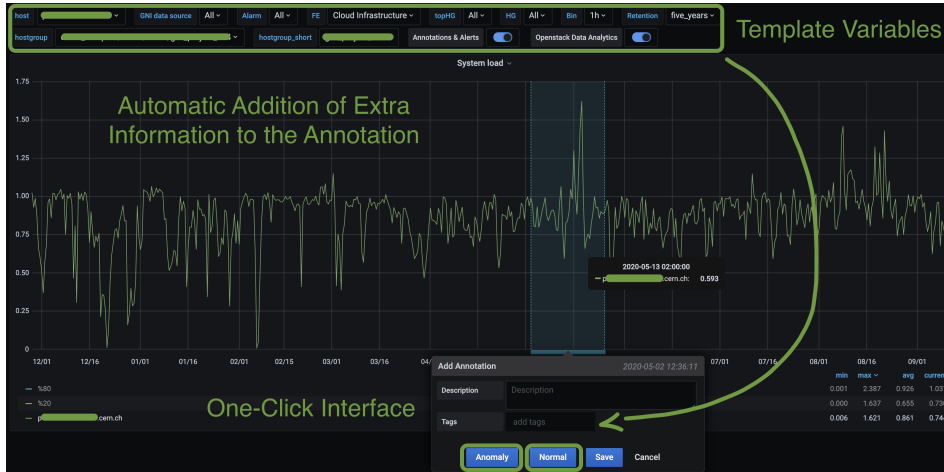 host GNI data source All Alarm All FE Cloud Infrastructure topHG All HG All Bin 1h Retention five_years
hostgroup hostgroup_short Annotations & Alerts Openstack Data Analytics
Template Variables
System load
1.75
Automatic Addition of Extra
Information to the Annotation
1.50
1.25
1.00
0.75
2020-05-13 02:00:00
p .cern.ch: 0.593
0.50
0.25
0
12/01 12/16 01/01 01/16 02/01 02/15 03/01 03/16 04/ 07/01 07/16 08/01 08/16 09/01
Add Annotation 2020-05-02 12:36:11
min max avg current
Description Description
%80 0.001 2.387 0.926
%20 0.000 1.637 0.655
One-Click Interface
p .cern.ch 0.006 1.621 0.861
Tags add tags
Anomaly Normal Save Cancel